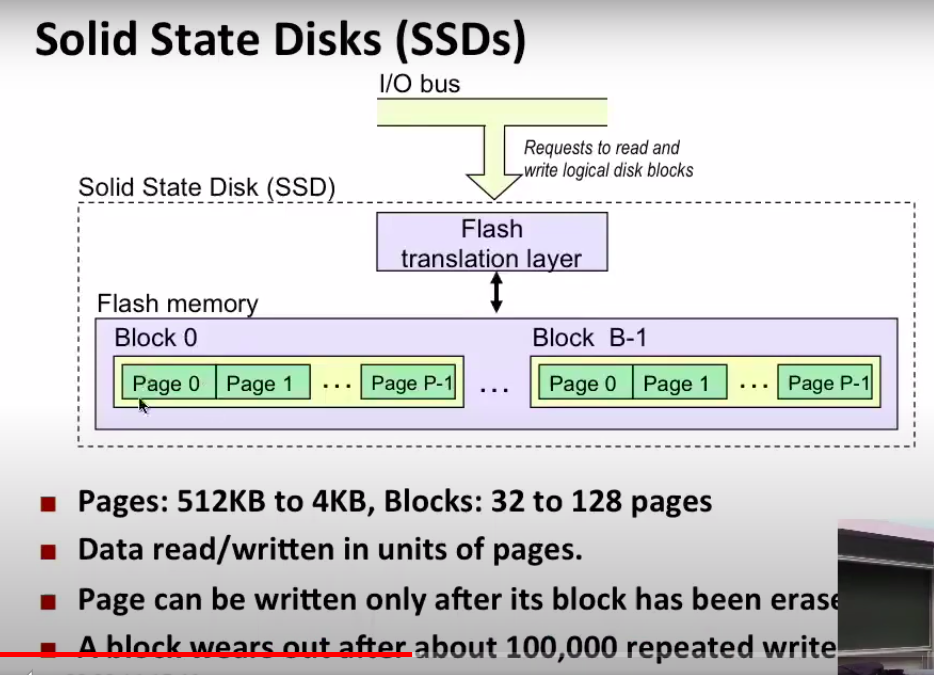 Solid State Disks (SSDs)
I/O bus
Requests to read and
write logical disk blocks
Solid State Disk (SSD)
Flash
translation layer
Flash memory
Block 0
Block B-1
Page 0 Page 1 ... Page P-1 ... Page 0 Page 1 ... Page P-1
Pages: 512KB to 4KB, Blocks: 32 to 128 pages
Data read/written in units of pages.
Page can be written only after its block has been erase
A block wears out after about 100,000 repeated write